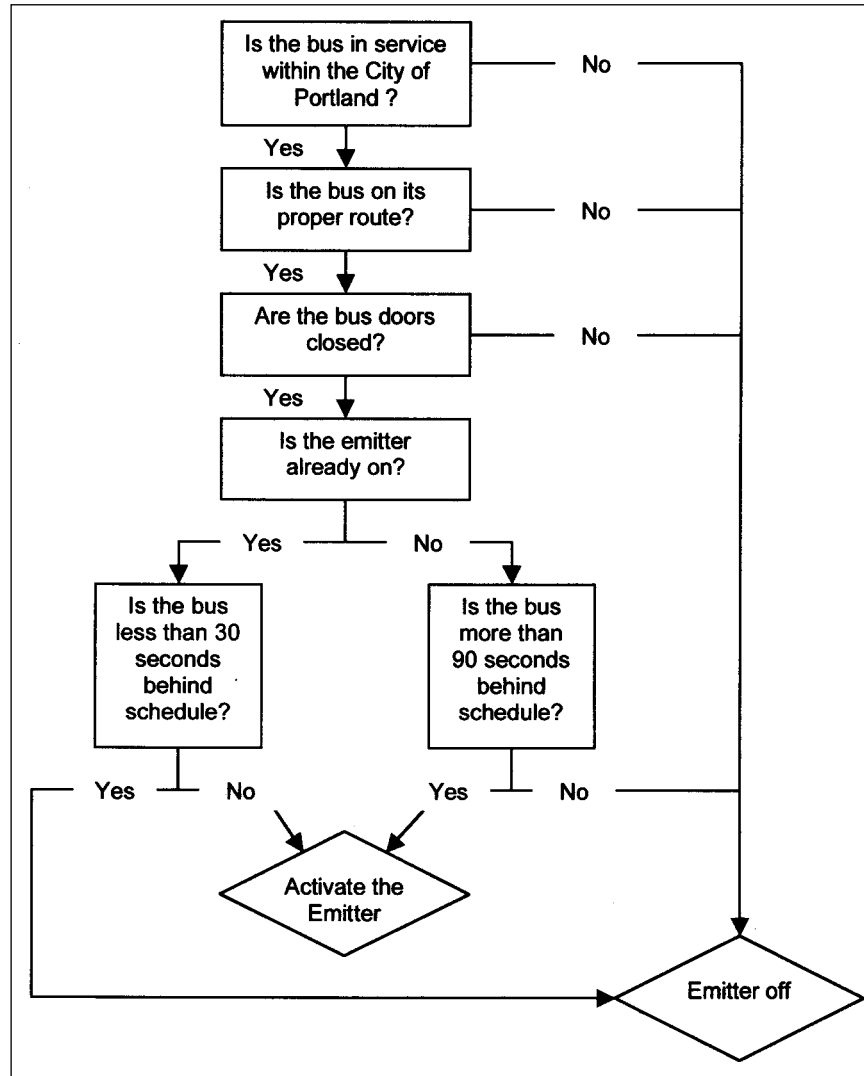 Is the bus in service
within the City of
Portland ?
No
Yes
Is the bus on its
proper route?
No
Yes
Are the bus doors
closed?
No
Yes
Is the emitter
already on?
Yes
No
Is the bus
less than 30
seconds
behind
schedule?
Is the bus
more than
90 seconds
behind
schedule?
Yes
No
Yes
No
Activate the
Emitter
Emitter off